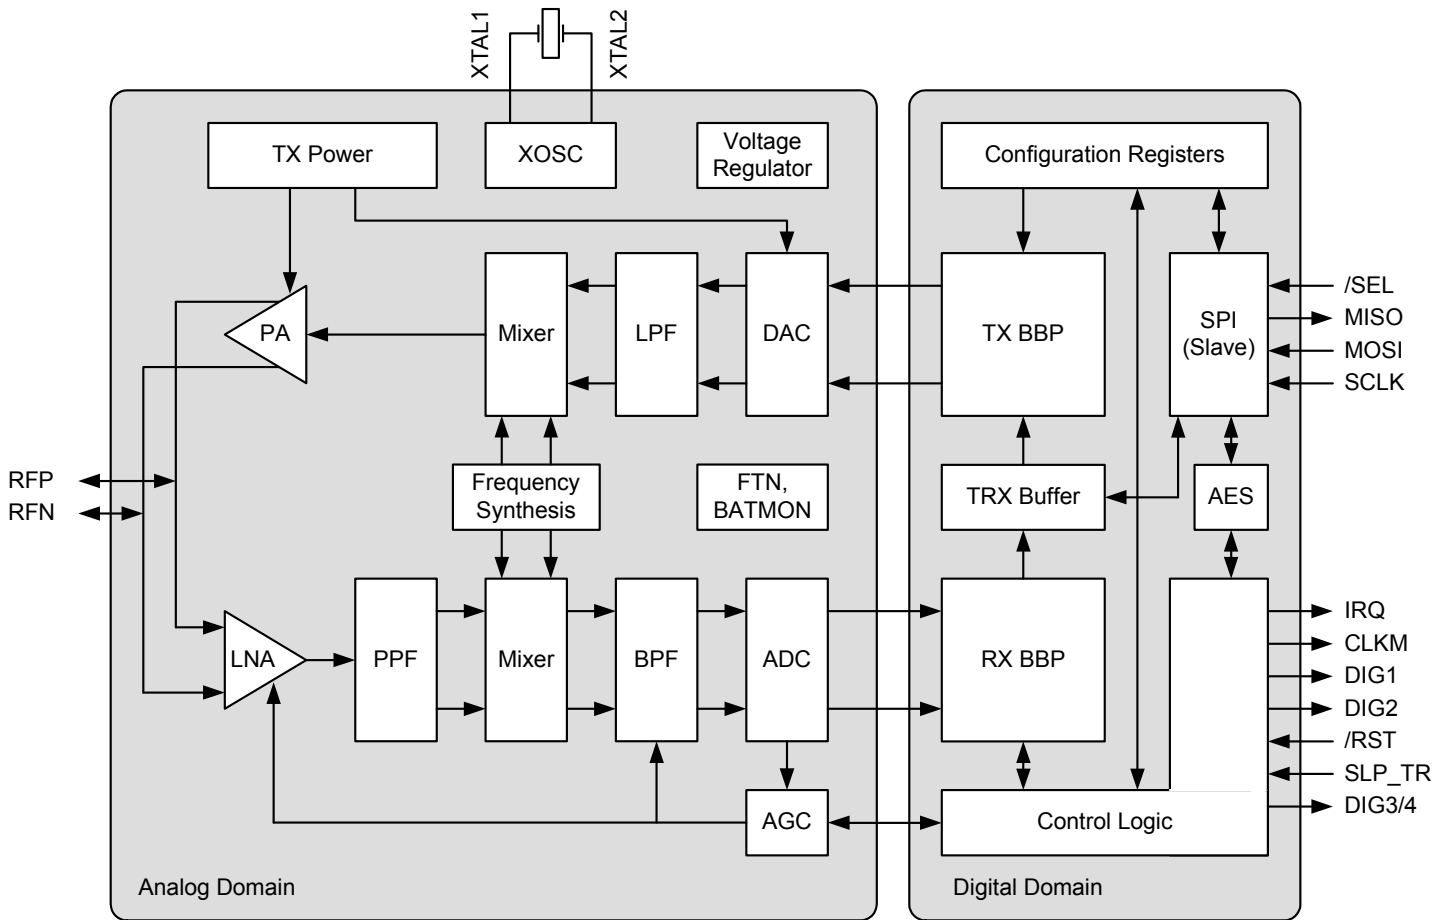 XTAL1
XTAL2
TX Power
XOSC
Voltage
Regulator
Configuration Registers
PA
Mixer
LPF
DAC
TX BBP
SPI
(Slave)
/SEL
MISO
MOSI
SCLK
RFP
RFN
Frequency
Synthesis
FTN,
BATMON
TRX Buffer
AES
LNA
PPF
Mixer
BPF
ADC
RX BBP
IRQ
CLKM
DIG1
DIG2
/RST
SLP_TR
DIG3/4
AGC
Control Logic
Analog Domain
Digital Domain